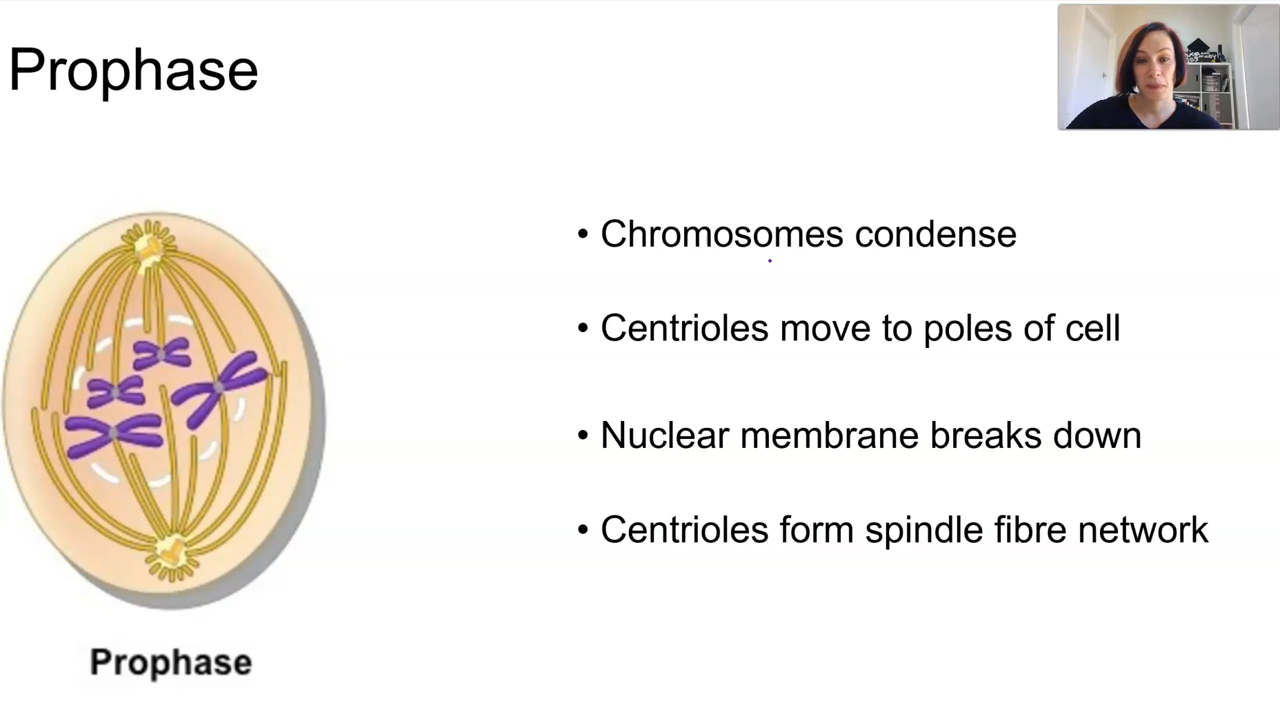 Prophase
• Chromosomes condense
• Centrioles move to poles of cell
• Nuclear membrane breaks down
• Centrioles form spindle fibre network
Prophase